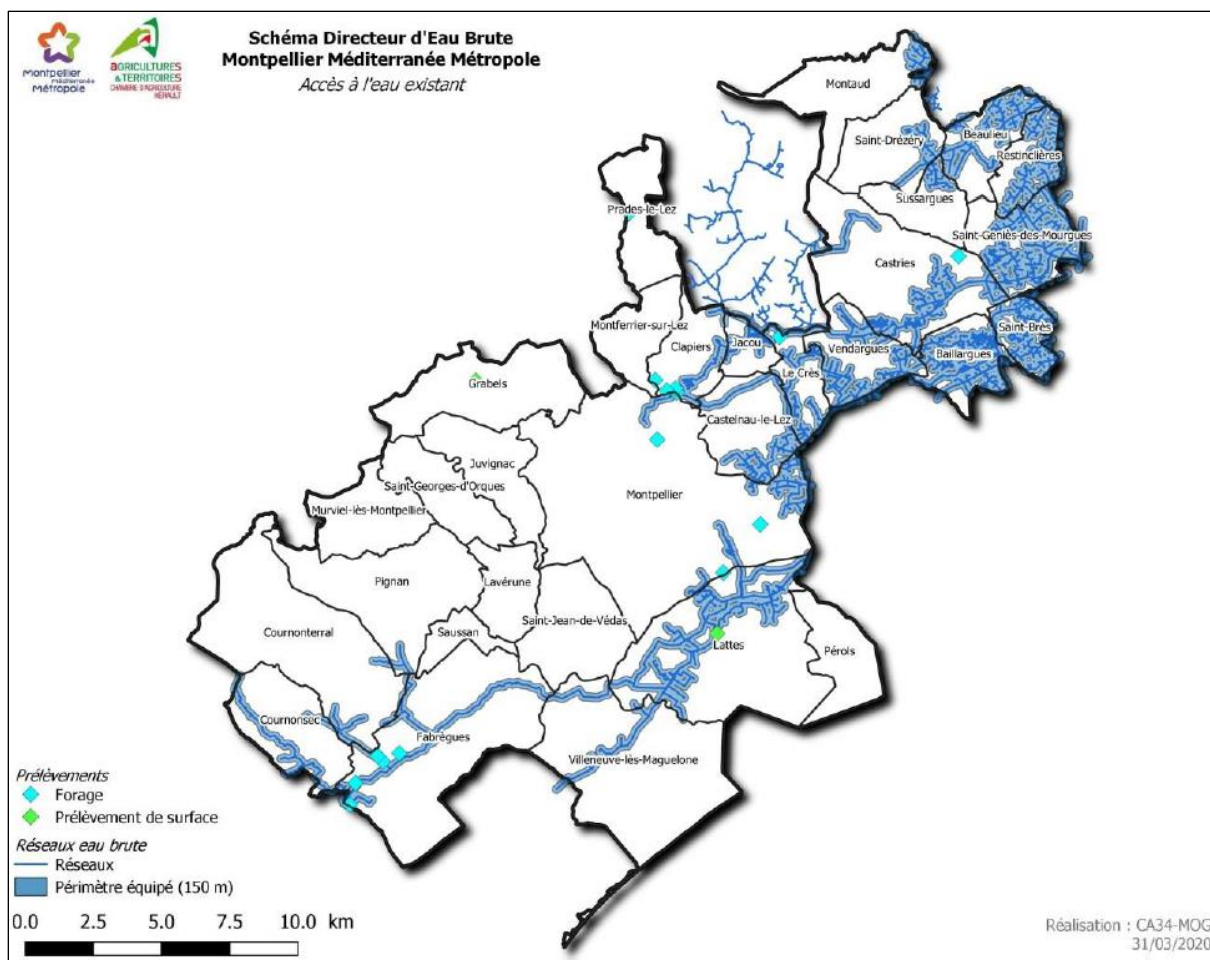 Montpellier
méditerranée
Métropole
AGRICULTURES
& TERRITOIRES
CHAMBRE D'AGRICULTURE
HÉRAULT
Schéma Directeur d'Eau Brute
Montpellier Méditerranée Métropole
Accès à l'eau existant
Montaud
Saint-Drézéry
Beaulieu
Restinclières
Sussargues
Prades-le-Lez
Saint-Geniès-des-Mourgues
Castries
Montferrier-sur-Lez
Clapiers
Jacou
Vendargues
Saint-Brès
Baillargues
Le Crès
Grabels
Castelnau-le-Lez
Juvignac
Saint-Georges-d'Orques
Montpellier
Murviel-lès-Montpellier
Pignan
Lavérune
Saint-Jean-de-Védas
Cournonterral
Saussan
Lattes
Pérols
Cournonsec
Fabrègues
Villeneuve-lès-Maguelone
Prélèvements
Forage
Prélèvement de surface
Réseaux eau brute
Réseaux
Périmètre équipé (150 m)
0.0 2.5 5.0 7.5 10.0 km
Réalisation : CA34-MOG
31/03/2020